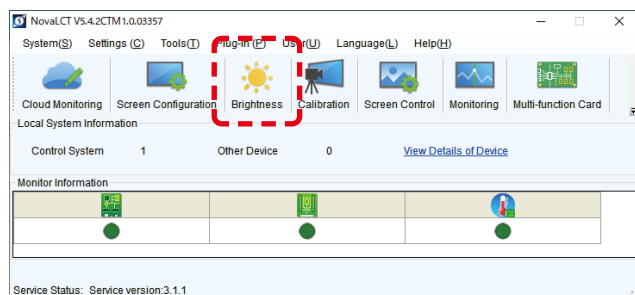 NovaLCT V5.4.2CTM1.0.03357
System(S) Settings (C) Tools(T) Plug-in (P) User(U) Language(L) Help(H)
Cloud Monitoring Screen Configuration Brightness Calibration Screen Control Monitoring Multi-function Card
Local System Information
Control System 1 Other Device 0 View Details of Device
Monitor Information
Service Status: Service version:3.1.1